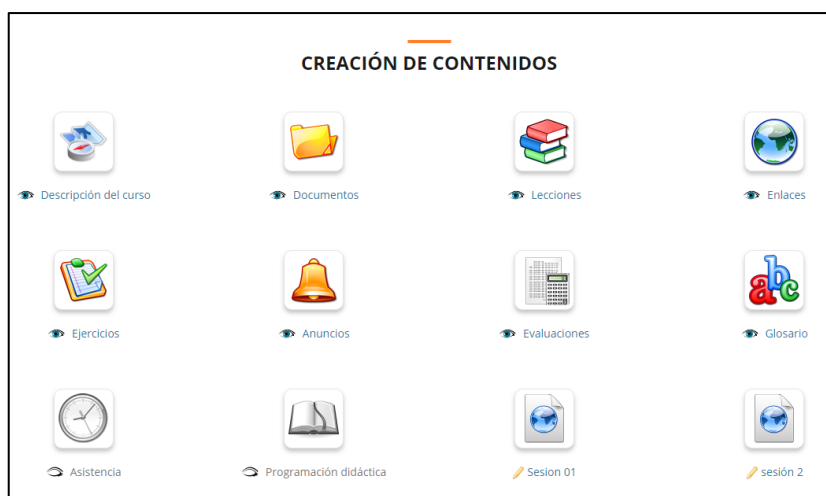 CREACIÓN DE CONTENIDOS
Descripción del curso
Documentos
Lecciones
Enlaces
Ejercicios
Anuncios
Evaluaciones
abc
Glosario
Asistencia
Programación didáctica
Sesion 01
sesión 2